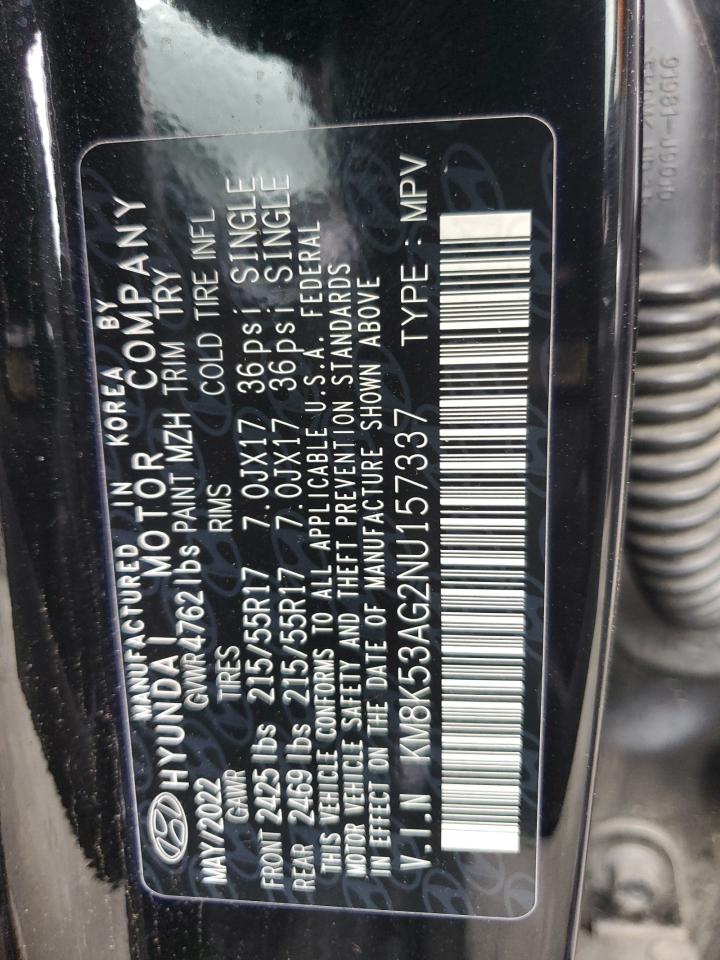 MANUFACTURED IN KOREA BY
HYUNDAI MOTOR COMPANY
MAY/2022 GVWR 4762 lbs PAINT MZH TRIM TRY
GAWR TIRES RIMS COLD TIRE INFL
FRONT 2425 lbs 215/55R17 7.0JX17 36psi SINGLE
REAR 2469 lbs 215/55R17 7.0JX17 36psi SINGLE
THIS VEHICLE CONFORMS TO ALL APPLICABLE U.S.A. FEDERAL
MOTOR VEHICLE SAFETY AND THEFT PREVENTION STANDARDS
IN EFFECT ON THE DATE OF MANUFACTURE SHOWN ABOVE
V.I.N KM8K53AG2NU157337 TYPE : MPV
91981-J9010